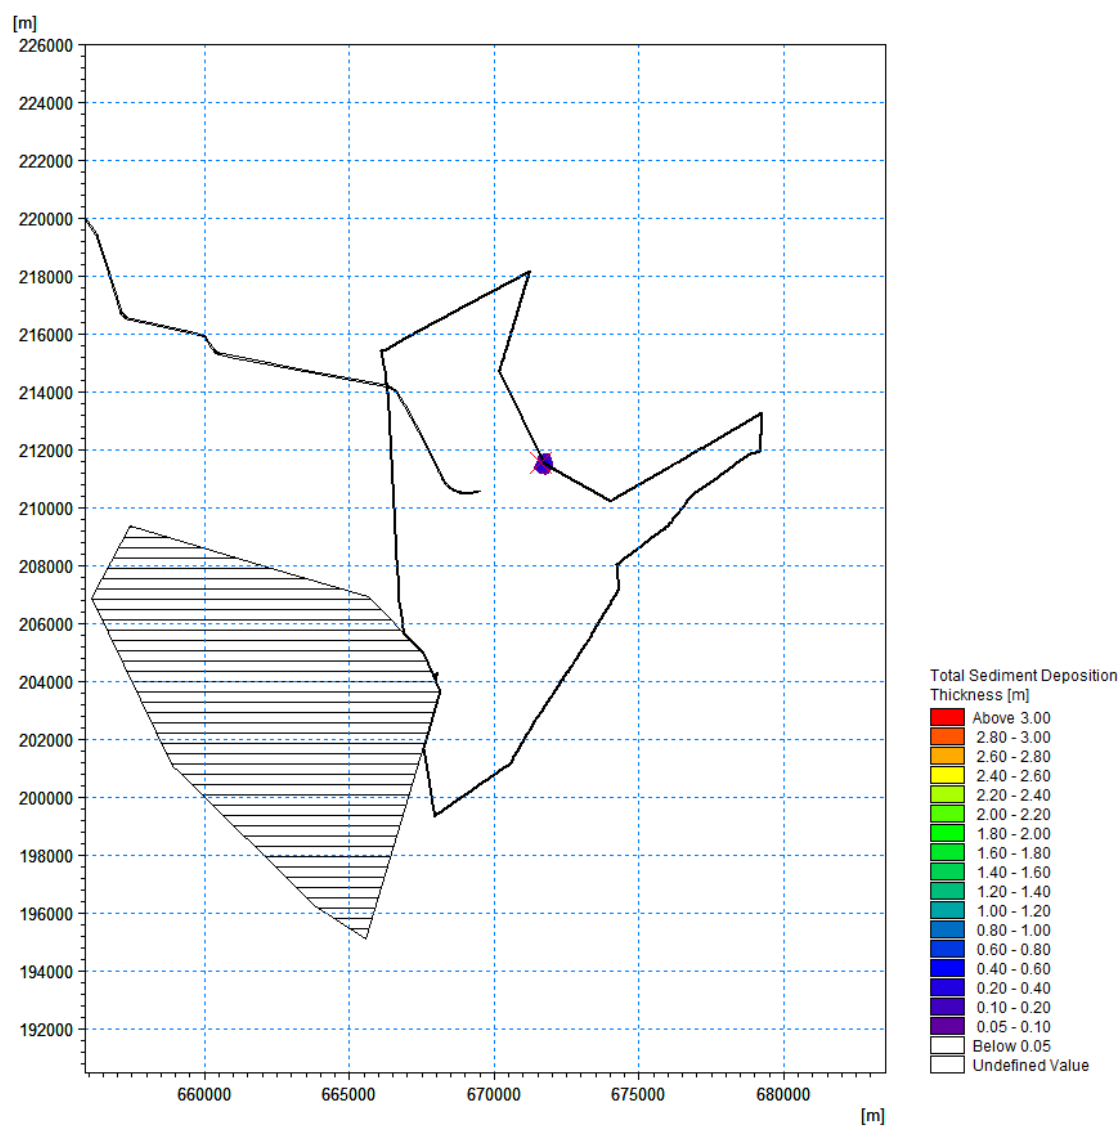 [m]
226000
224000
222000
220000
218000
216000
214000
212000
210000
208000
206000
204000
202000
200000
198000
196000
194000
192000
660000 665000 670000 675000 680000
[m]
Total Sediment Deposition
Thickness [m]
Above 3.00
2.80 - 3.00
2.60 - 2.80
2.40 - 2.60
2.20 - 2.40
2.00 - 2.20
1.80 - 2.00
1.60 - 1.80
1.40 - 1.60
1.20 - 1.40
1.00 - 1.20
0.80 - 1.00
0.60 - 0.80
0.40 - 0.60
0.20 - 0.40
0.10 - 0.20
0.05 - 0.10
Below 0.05
Undefined Value